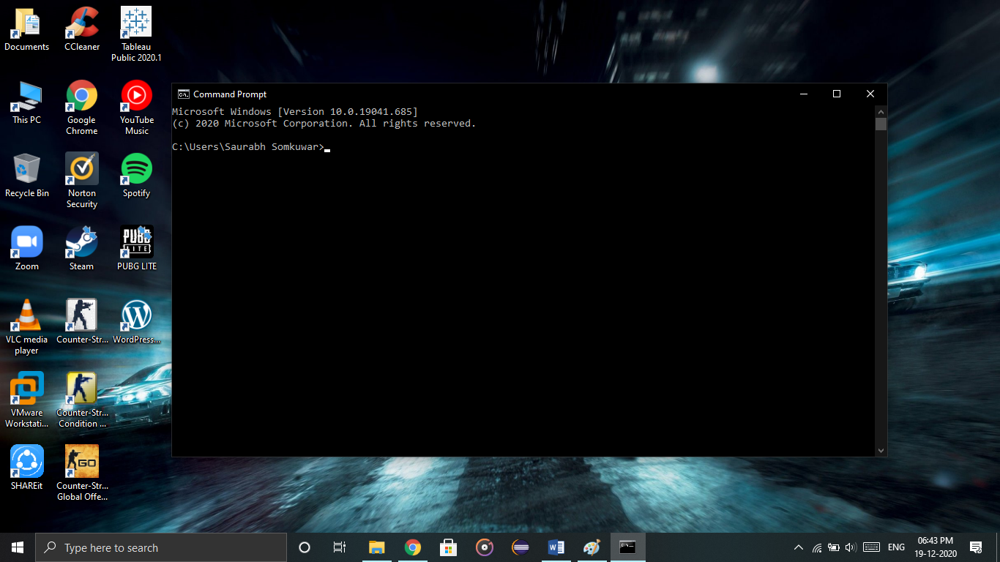 Documents
CCleaner
Tableau
Public 2020.1
This PC
Google
Chrome
YouTube
Music
Recycle Bin
Norton
Security
Spotify
Zoom
Steam
PUBG
LITE
PUBG LITE
VLC media
player
Counter-Str...
WordPress...
VMware
Workstati...
Counter-Str...
Condition ...
SHAREit
GO
Counter-Str...
Global Offe...
C:\.
Command Prompt
Microsoft Windows [Version 10.0.19041.685]
(c) 2020 Microsoft Corporation. All rights reserved.
C:\Users\Saurabh Somkuwar>
Type here to search
ENG
06:43 PM
19-12-2020